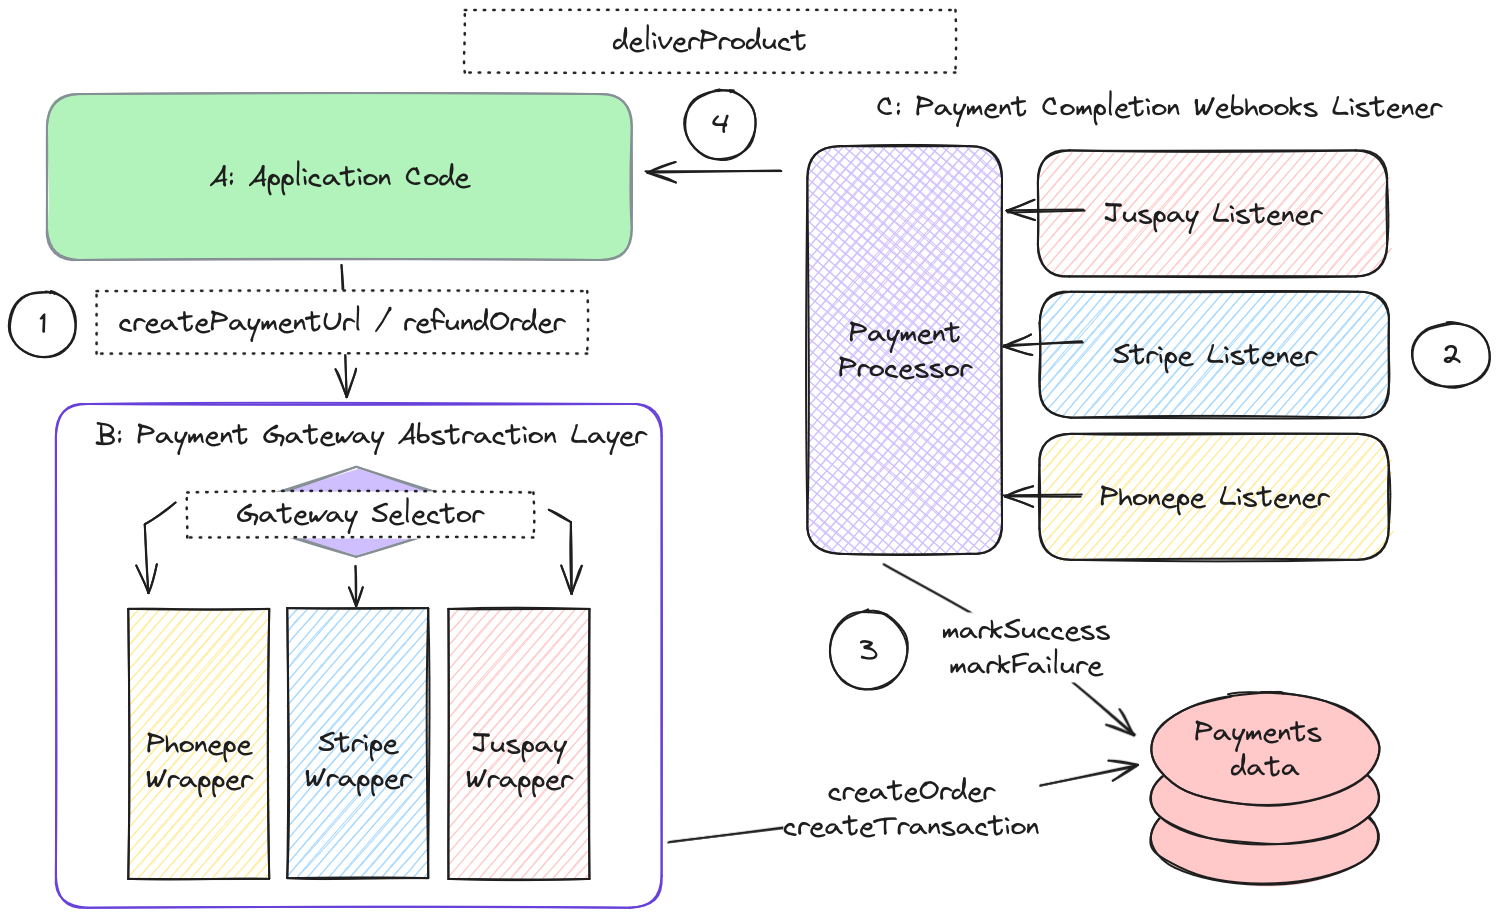 deliverProduct
4
C: Payment Completion Webhooks Listener
A: Application Code
Juspay Listener
1
createPaymentUrl / refundOrder
Payment
Processor
Stripe Listener
2
B: Payment Gateway Abstraction Layer
Gateway Selector
Phonepe Listener
3
markSuccess
markFailure
Phonepe
Wrapper
Stripe
Wrapper
Juspay
Wrapper
Payments
data
createOrder
createTransaction